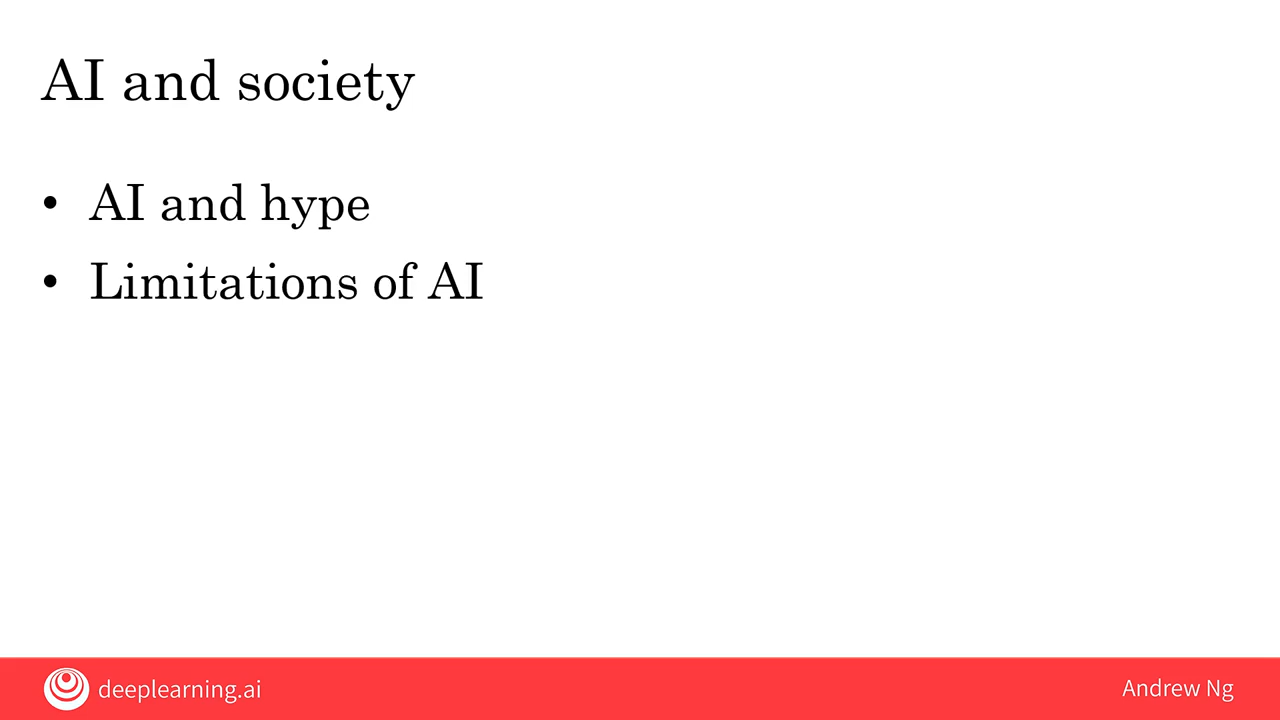 AI and society
• AI and hype
• Limitations of AI
deeplearning.ai
Andrew Ng